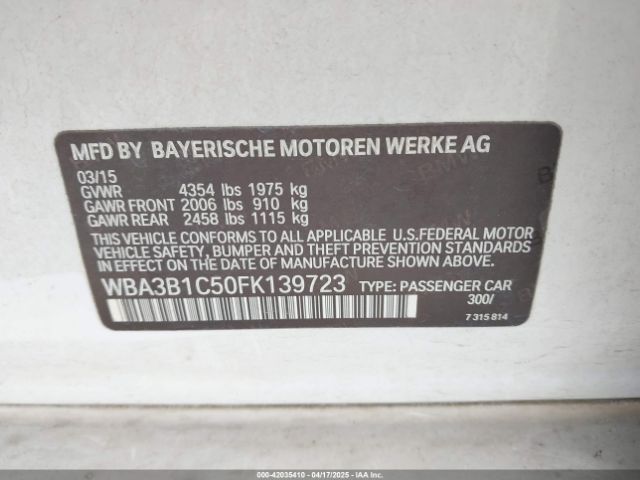 MFD BY BAYERISCHE MOTOREN WERKE AG
03/15
GVWR 4354 lbs 1975 kg
GAWR FRONT 2006 lbs 910 kg
GAWR REAR 2458 lbs 1115 kg
THIS VEHICLE CONFORMS TO ALL APPLICABLE U.S.FEDERAL MOTOR
VEHICLE SAFETY, BUMPER AND THEFT PREVENTION STANDARDS
IN EFFECT ON THE DATE OF MANUFACTURE SHOWN ABOVE.
WBA3B1C50FK139723 TYPE: PASSENGER CAR
300/
7 315 814
000-42035410 - 04/17/2025 - IAA Inc.